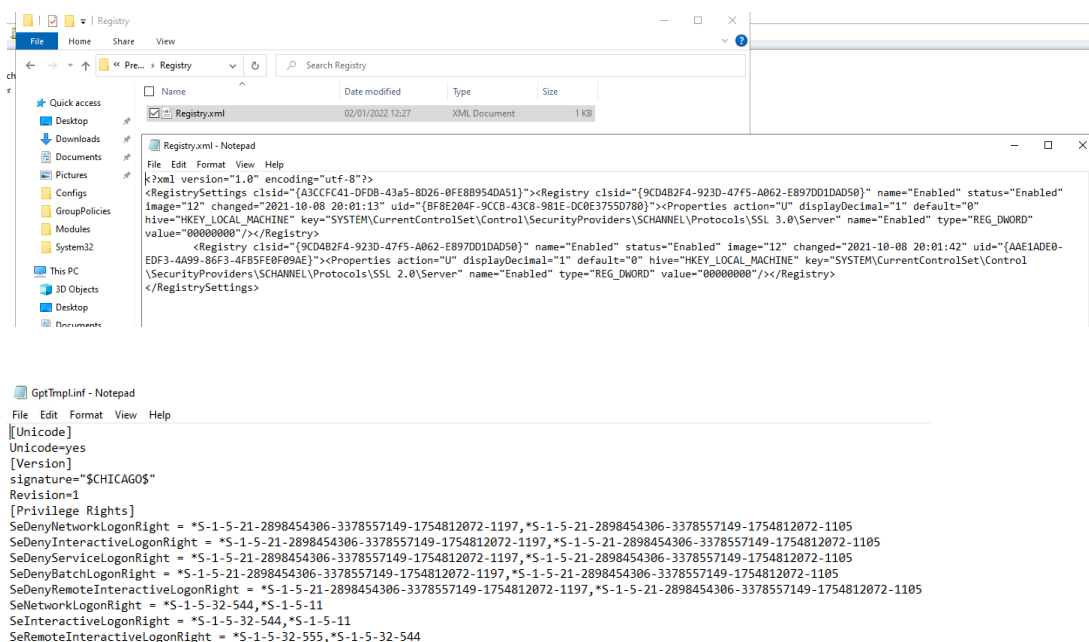 Registry
File Home Share View
Pre... Registry
Search Registry
Name Date modified Type Size
Registry.xml 02/01/2022 12:27 XML Document 1 KB
Quick access
Desktop
Downloads
Documents
Pictures
Configs
GroupPolicies
Modules
System32
This PC
3D Objects
Desktop
Documents
Registry.xml - Notepad
File Edit Format View Help
<?xml version="1.0" encoding="utf-8"?>
<RegistrySettings clsid="{A3CCFC41-DFDB-43a5-8D26-0FE8B954DA51}"><Registry clsid="{9CD4B2F4-923D-47f5-A062-E897DD1DAD50}" name="Enabled" status="Enabled"
image="12" changed="2021-10-08 20:01:13" uid="{BF8E204F-9CCB-43C8-981E-DC0E3755D780}"><Properties action="U" displayDecimal="1" default="0"
hive="HKEY_LOCAL_MACHINE" key="SYSTEM\CurrentControlSet\Control\SecurityProviders\SCHANNEL\Protocols\SSL 3.0\Server" name="Enabled" type="REG_DWORD"
value="00000000"/></Registry>
<Registry clsid="{9CD4B2F4-923D-47f5-A062-E897DD1DAD50}" name="Enabled" status="Enabled" image="12" changed="2021-10-08 20:01:42" uid="{AAE1ADE0-
EDF3-4A99-86F3-4FB5FE0F09AE}"><Properties action="U" displayDecimal="1" default="0" hive="HKEY_LOCAL_MACHINE" key="SYSTEM\CurrentControlSet\Control
\SecurityProviders\SCHANNEL\Protocols\SSL 2.0\Server" name="Enabled" type="REG_DWORD" value="00000000"/></Registry>
</RegistrySettings>
GptTmpl.inf - Notepad
File Edit Format View Help
[Unicode]
Unicode=yes
[Version]
signature="$CHICAGO$"
Revision=1
[Privilege Rights]
SeDenyNetworkLogonRight = *S-1-5-21-2898454306-3378557149-1754812072-1197,*S-1-5-21-2898454306-3378557149-1754812072-1105
SeDenyInteractiveLogonRight = *S-1-5-21-2898454306-3378557149-1754812072-1197,*S-1-5-21-2898454306-3378557149-1754812072-1105
SeDenyServiceLogonRight = *S-1-5-21-2898454306-3378557149-1754812072-1197,*S-1-5-21-2898454306-3378557149-1754812072-1105
SeDenyBatchLogonRight = *S-1-5-21-2898454306-3378557149-1754812072-1197,*S-1-5-21-2898454306-3378557149-1754812072-1105
SeDenyRemoteInteractiveLogonRight = *S-1-5-21-2898454306-3378557149-1754812072-1197,*S-1-5-21-2898454306-3378557149-1754812072-1105
SeNetworkLogonRight = *S-1-5-32-544,*S-1-5-11
SeInteractiveLogonRight = *S-1-5-32-544,*S-1-5-11
SeRemoteInteractiveLogonRight = *S-1-5-32-555,*S-1-5-32-544